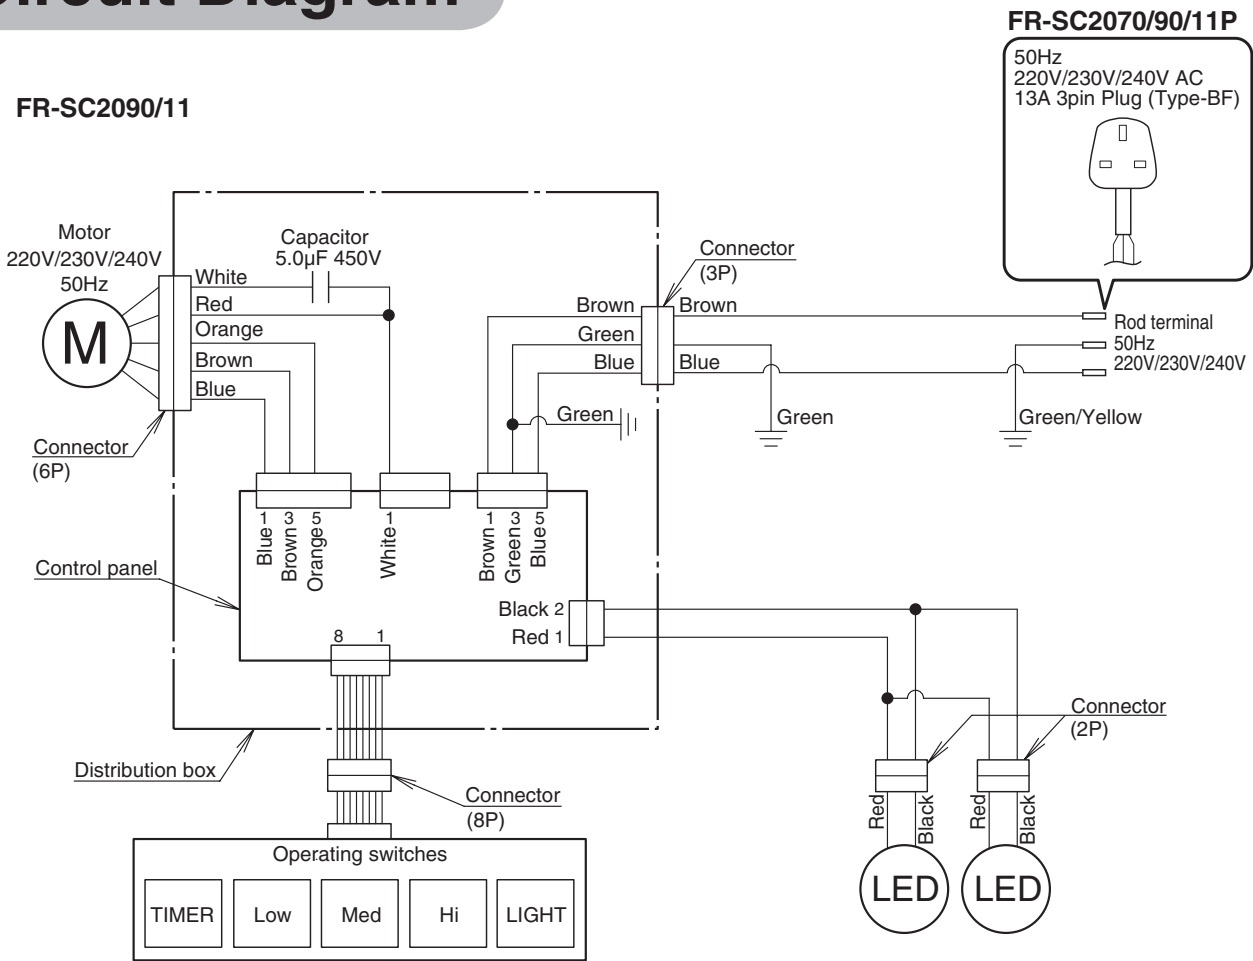 Circuit Diagram
FR-SC2070/90/11P
50Hz
220V/230V/240V AC
13A 3pin Plug (Type-BF)
FR-SC2090/11
Motor
220V/230V/240V
50Hz
M
Capacitor
5.0µF 450V
White
Red
Orange
Brown
Blue
Connector
(6P)
Connector
(3P)
Brown
Green
Blue
Brown
Blue
Green
Green
Green/Yellow
Rod terminal
50Hz
220V/230V/240V
1 3 5
Blue
Brown
Orange
1
White
1 3 5
Brown
Green
Blue
Control panel
Black 2
Red 1
8 1
Distribution box
Connector
(8P)
Connector
(2P)
Red
Black
Red
Black
LED
LED
Operating switches
TIMER
Low
Med
Hi
LIGHT